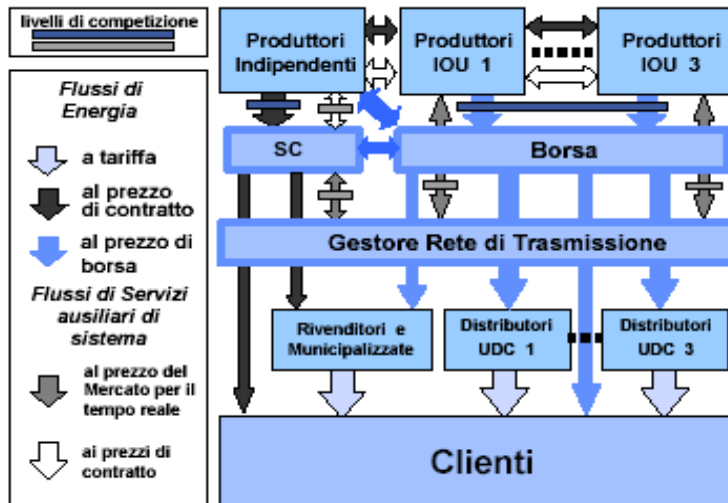 livelli di competizione
Flussi di
Energia
a tariffa
al prezzo
di contratto
al prezzo di
borsa
Flussi di Servizi
ausiliari di
sistema
al prezzo del
Mercato per il
tempo reale
ai prezzi di
contratto
Produttori
Indipendenti
Produttori
IOU 1
Produttori
IOU 3
SC
Borsa
Gestore Rete di Trasmissione
Rivenditori e
Municipalizzate
Distributori
UDC 1
Distributori
UDC 3
Clienti